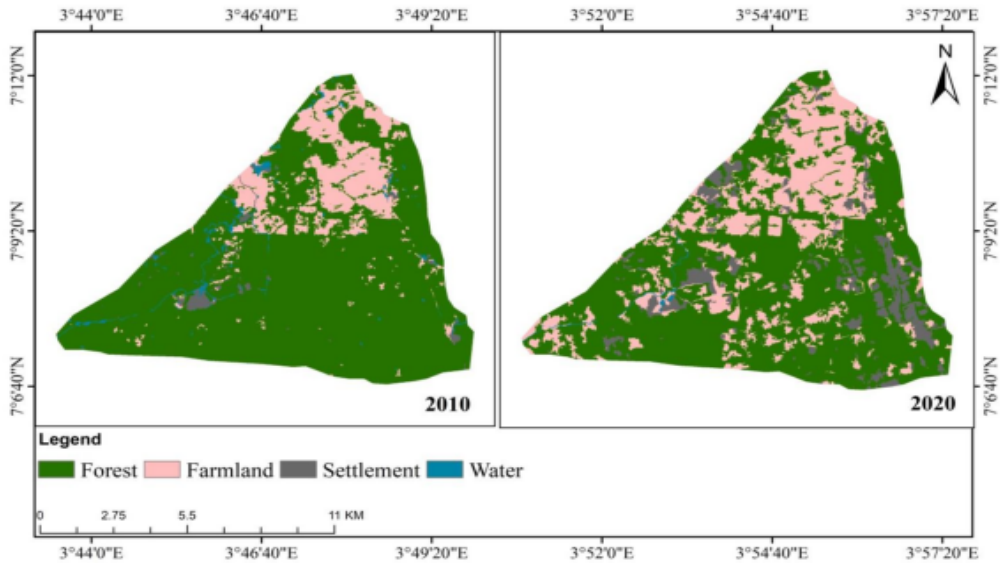 3°44'0"E 3°46'40"E 3°49'20"E 3°52'0"E 3°54'40"E 3°57'20"E
N
7°12'0"N 7°12'0"N
7°9'20"N 7°9'20"N
7°6'40"N 7°6'40"N
2010 2020
Legend
Forest Farmland Settlement Water
0 2.75 5.5 11 KM
3°44'0"E 3°46'40"E 3°49'20"E 3°52'0"E 3°54'40"E 3°57'20"E